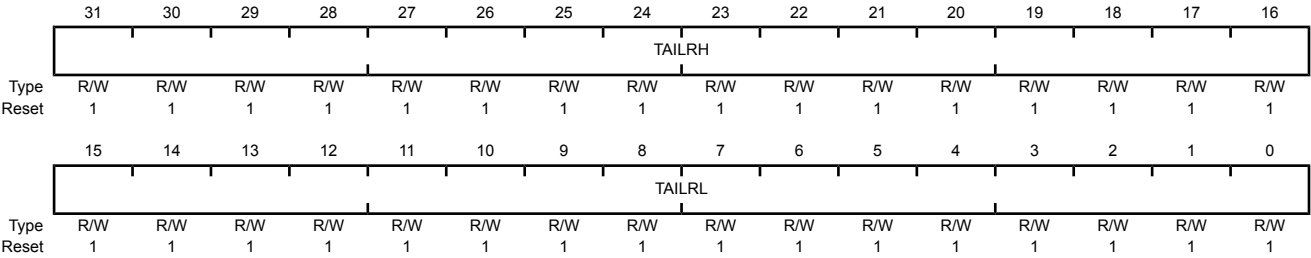 31 30 29 28 27 26 25 24 23 22 21 20 19 18 17 16
TAILRH
Type R/W R/W R/W R/W R/W R/W R/W R/W R/W R/W R/W R/W R/W R/W R/W R/W
Reset 1 1 1 1 1 1 1 1 1 1 1 1 1 1 1 1
15 14 13 12 11 10 9 8 7 6 5 4 3 2 1 0
TAILRL
Type R/W R/W R/W R/W R/W R/W R/W R/W R/W R/W R/W R/W R/W R/W R/W R/W
Reset 1 1 1 1 1 1 1 1 1 1 1 1 1 1 1 1